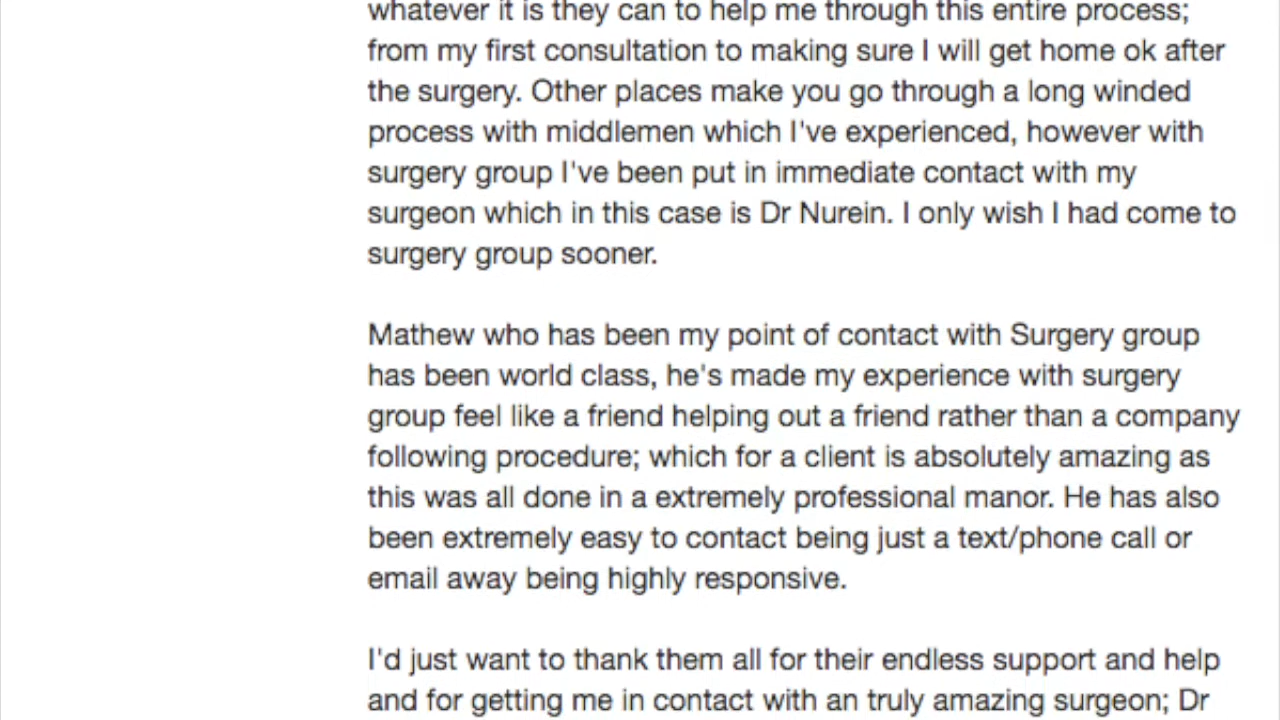 whatever it is they can to help me through this entire process;
from my first consultation to making sure I will get home ok after
the surgery. Other places make you go through a long winded
process with middlemen which I've experienced, however with
surgery group I've been put in immediate contact with my
surgeon which in this case is Dr Nurein. I only wish I had come to
surgery group sooner.
Mathew who has been my point of contact with Surgery group
has been world class, he's made my experience with surgery
group feel like a friend helping out a friend rather than a company
following procedure; which for a client is absolutely amazing as
this was all done in a extremely professional manor. He has also
been extremely easy to contact being just a text/phone call or
email away being highly responsive.
I'd just want to thank them all for their endless support and help
and for getting me in contact with an truly amazing surgeon; Dr